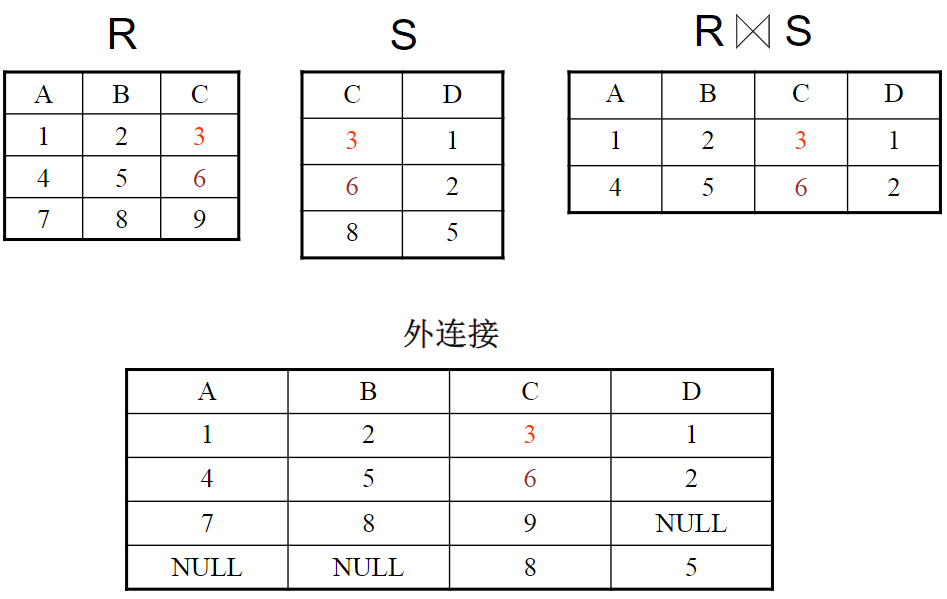 R
A B C
1 2 3
4 5 6
7 8 9
S
C D
3 1
6 2
8 5
R ⋈ S
A B C D
1 2 3 1
4 5 6 2
外连接
A B C D
1 2 3 1
4 5 6 2
7 8 9 NULL
NULL NULL 8 5